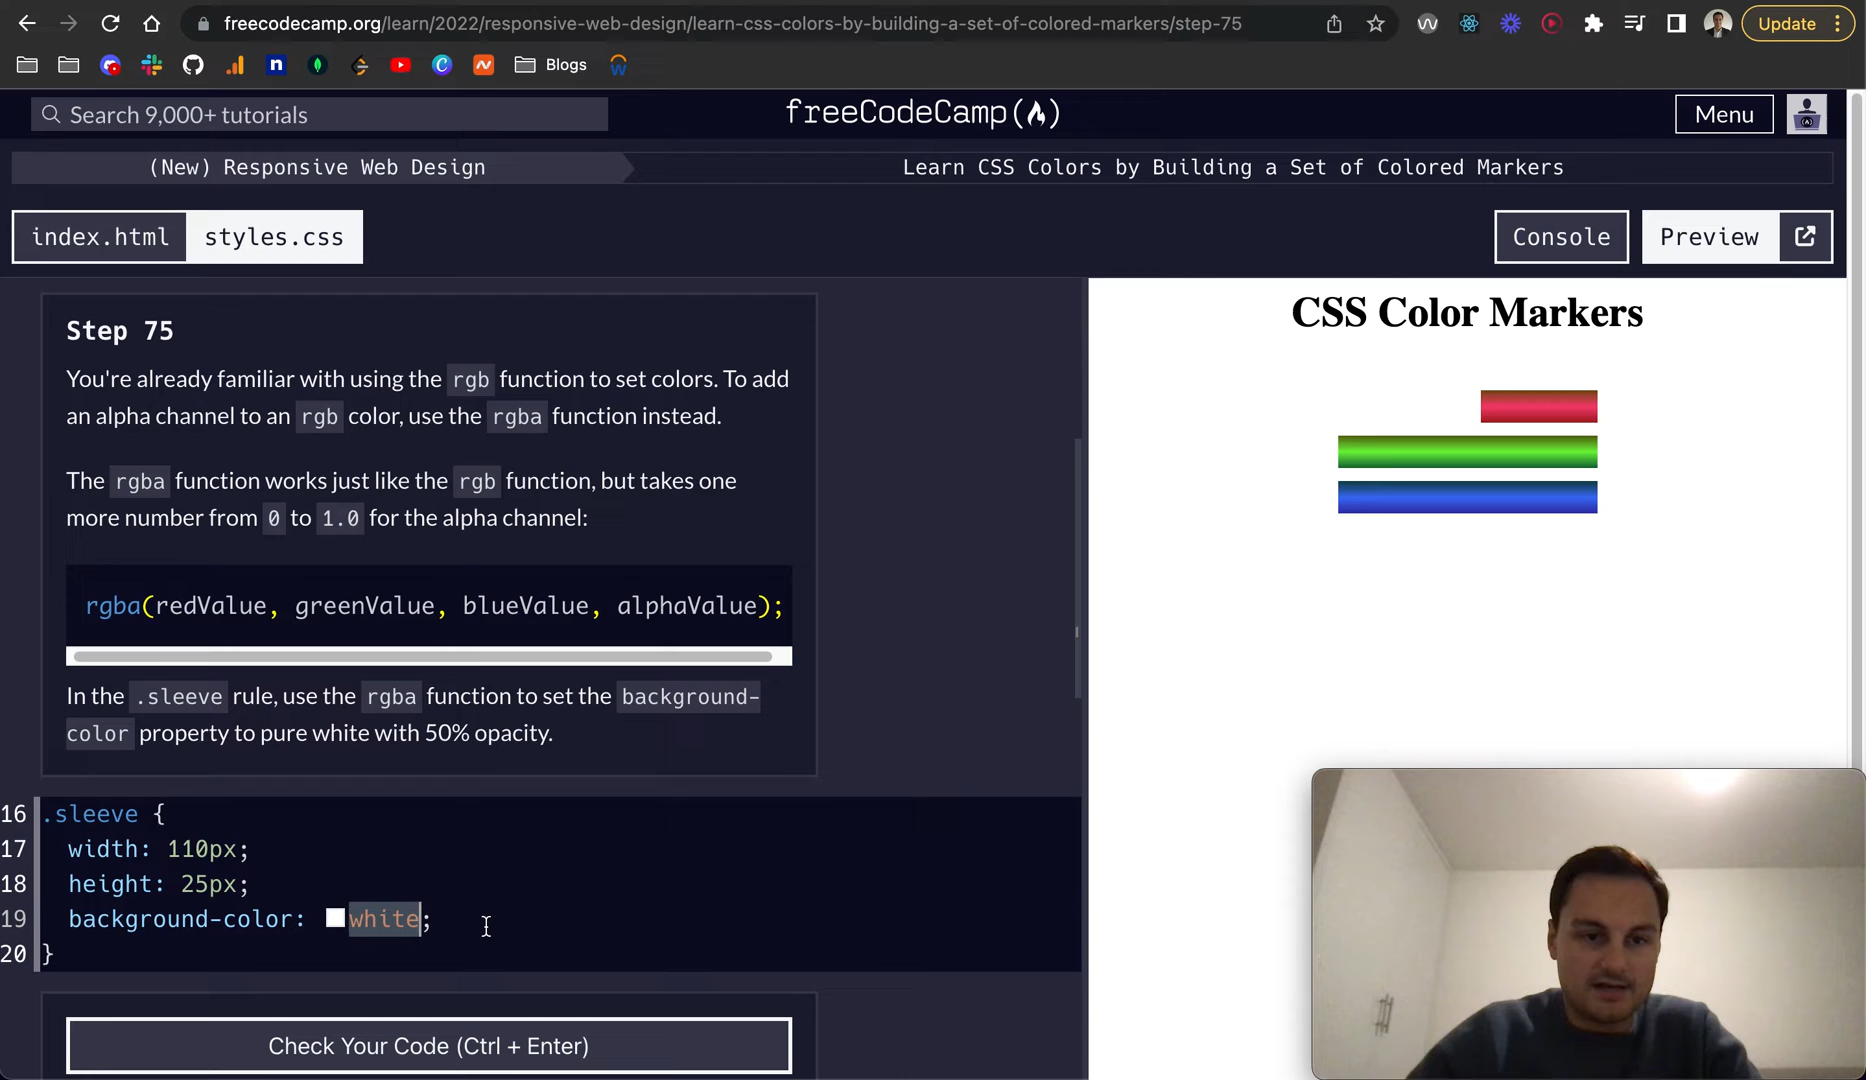 freecodecamp.org/learn/2022/responsive-web-design/learn-css-colors-by-building-a-set-of-colored-markers/step-75
Update
Blogs
Search 9,000+ tutorials
freeCodeCamp
Menu
(New) Responsive Web Design
Learn CSS Colors by Building a Set of Colored Markers
index.html
styles.css
Console
Preview
Step 75
You're already familiar with using the rgb function to set colors. To add
an alpha channel to an rgb color, use the rgba function instead.
The rgba function works just like the rgb function, but takes one
more number from 0 to 1.0 for the alpha channel:
rgba(redValue, greenValue, blueValue, alphaValue);
In the .sleeve rule, use the rgba function to set the background-
color property to pure white with 50% opacity.
16 .sleeve {
17 width: 110px;
18 height: 25px;
19 background-color: white;
20 }
Check Your Code (Ctrl + Enter)
CSS Color Markers